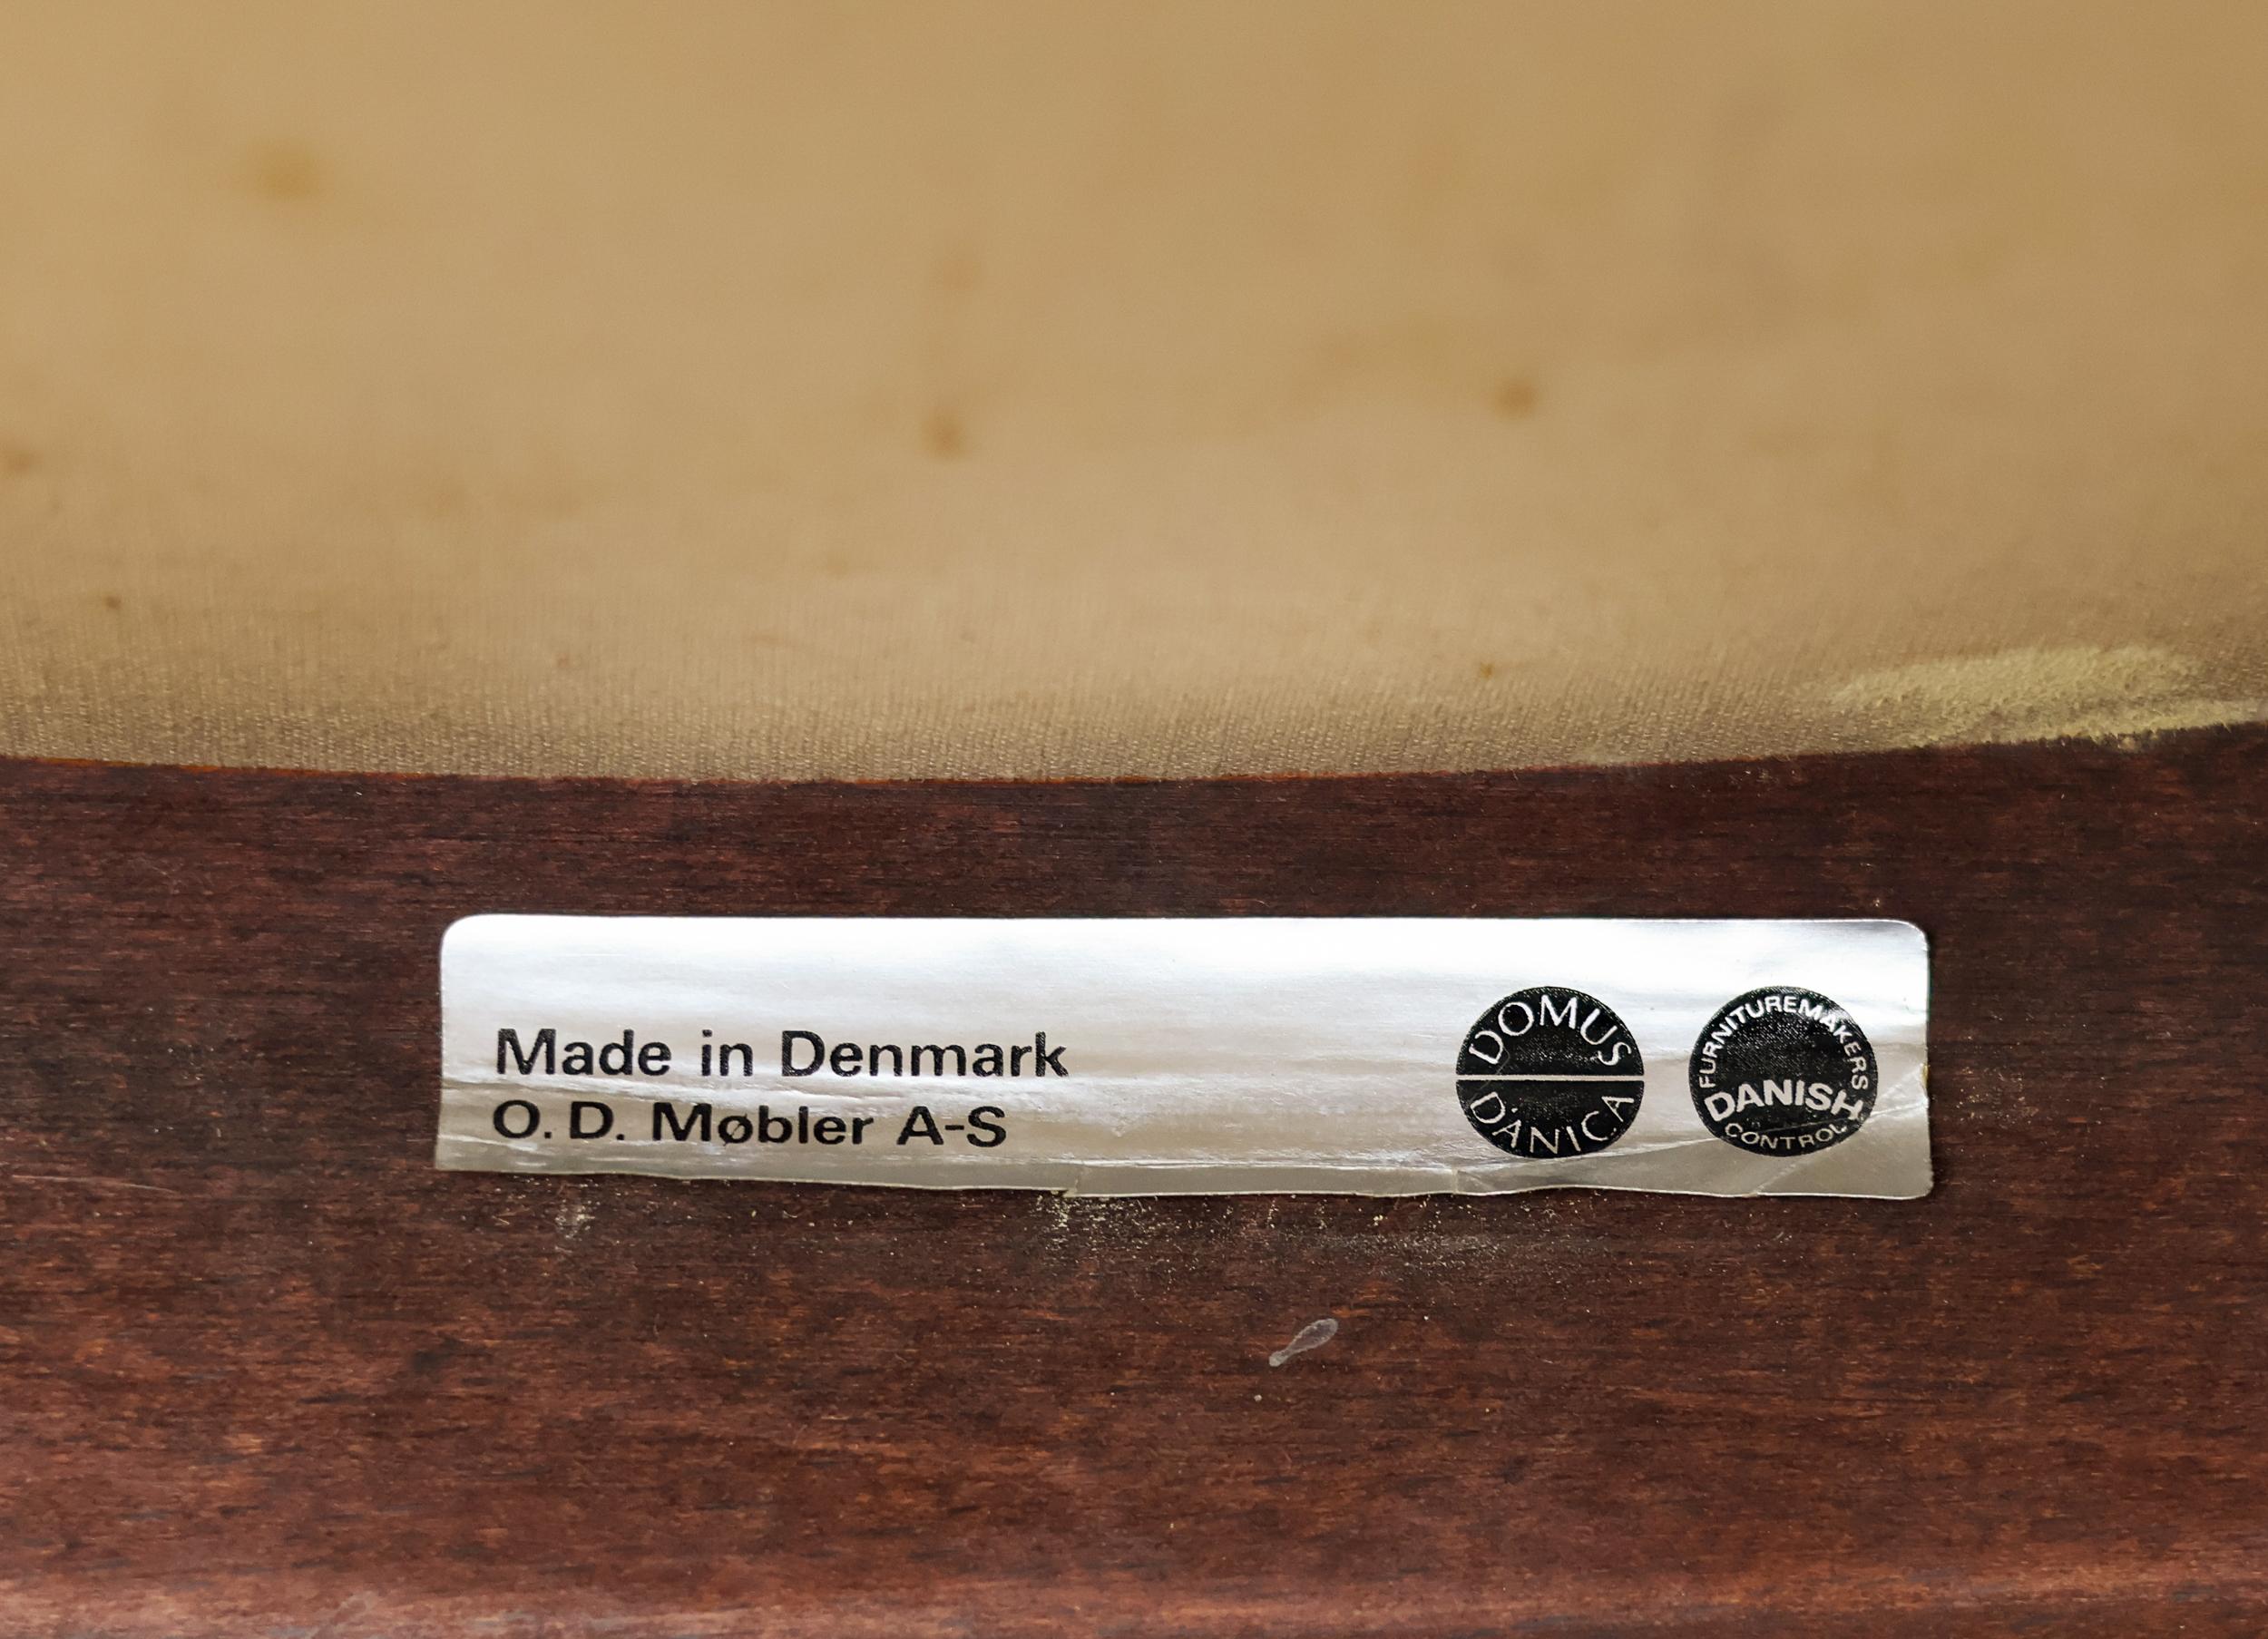 Made in Denmark
O. D. Møbler A-S
DOMUS
DANICA
FURNITUREMAKERS
DANISH
CONTROL